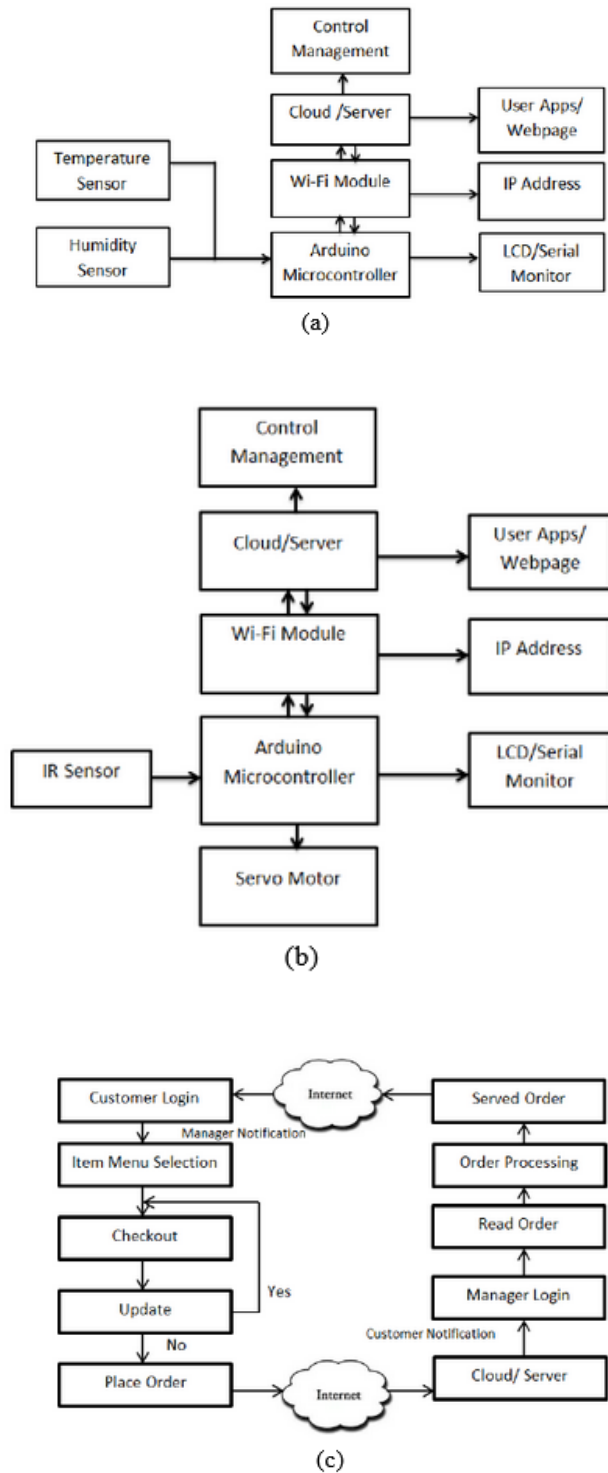 Control
Management
Cloud /Server
User Apps/
Webpage
Temperature
Sensor
Wi-Fi Module
IP Address
Humidity
Sensor
Arduino
Microcontroller
LCD/Serial
Monitor
(a)
Control
Management
Cloud/Server
User Apps/
Webpage
Wi-Fi Module
IP Address
IR Sensor
Arduino
Microcontroller
LCD/Serial
Monitor
Servo Motor
(b)
Customer Login
Internet
Served Order
Manager Notification
Item Menu Selection
Order Processing
Checkout
Read Order
Yes
Update
Manager Login
No
Customer Notification
Place Order
Internet
Cloud/ Server
(c)